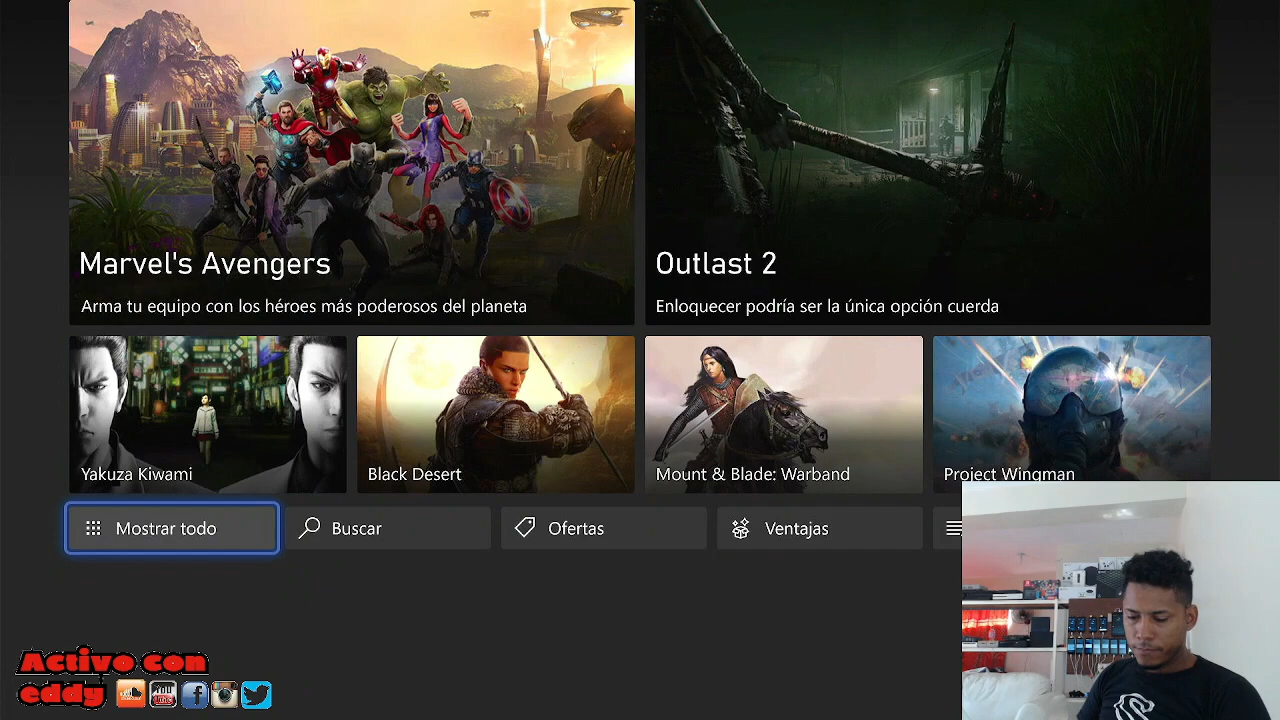 Marvel's Avengers
Arma tu equipo con los héroes más poderosos del planeta
Outlast 2
Enloquecer podría ser la única opción cuerda
Yakuza Kiwami
Black Desert
Mount & Blade: Warband
Project Wingman
Mostrar todo
Buscar
Ofertas
Ventajas
Activo con
eddy